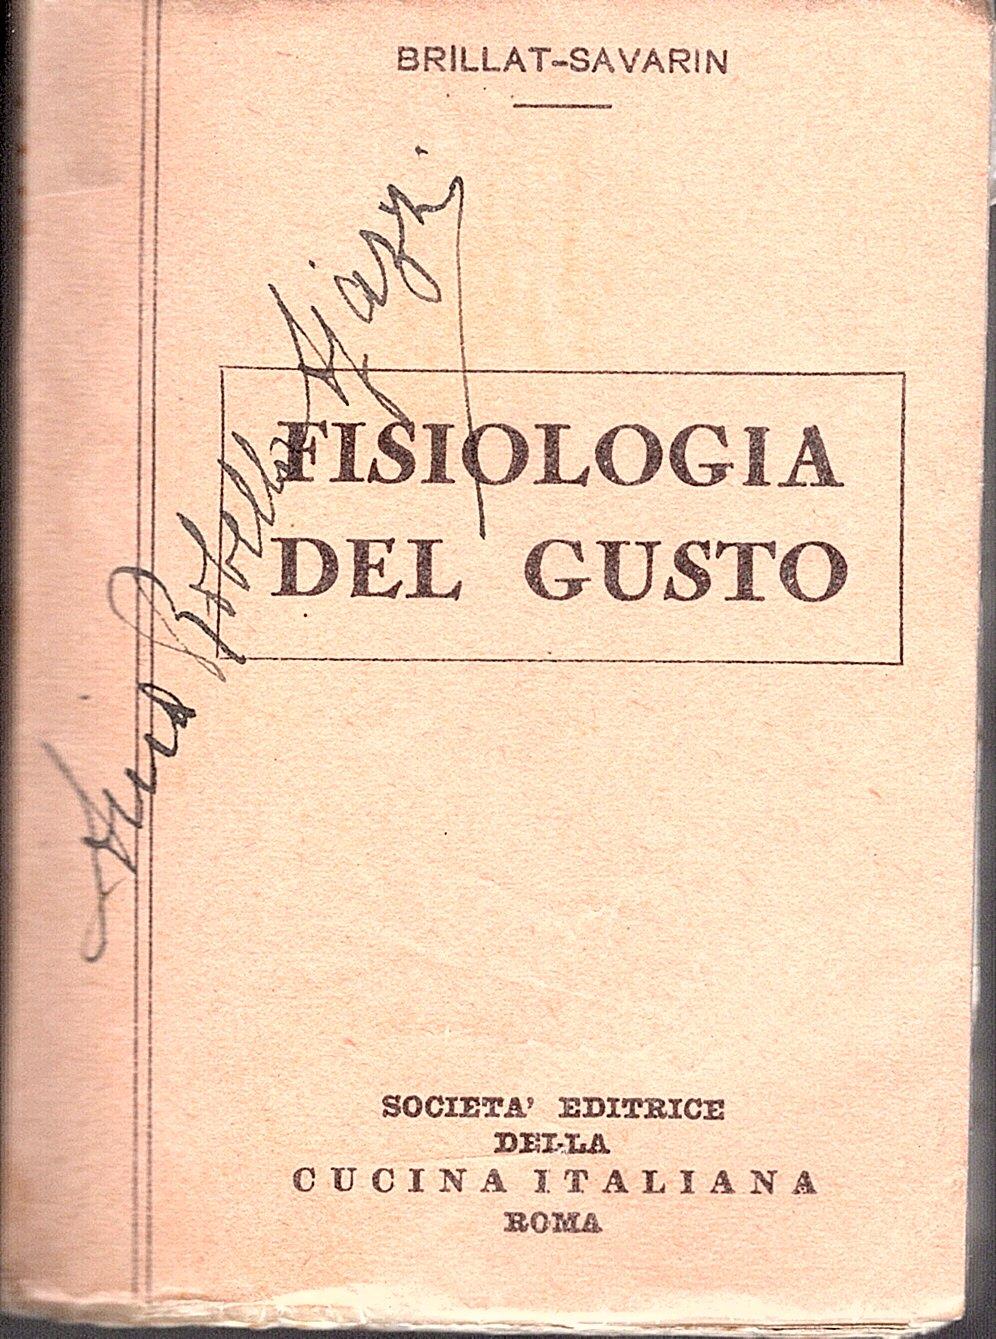 BRILLAT-SAVARIN
FISIOLOGIA
DEL GUSTO
SOCIETA' EDITRICE
DELLA
CUCINA ITALIANA
ROMA